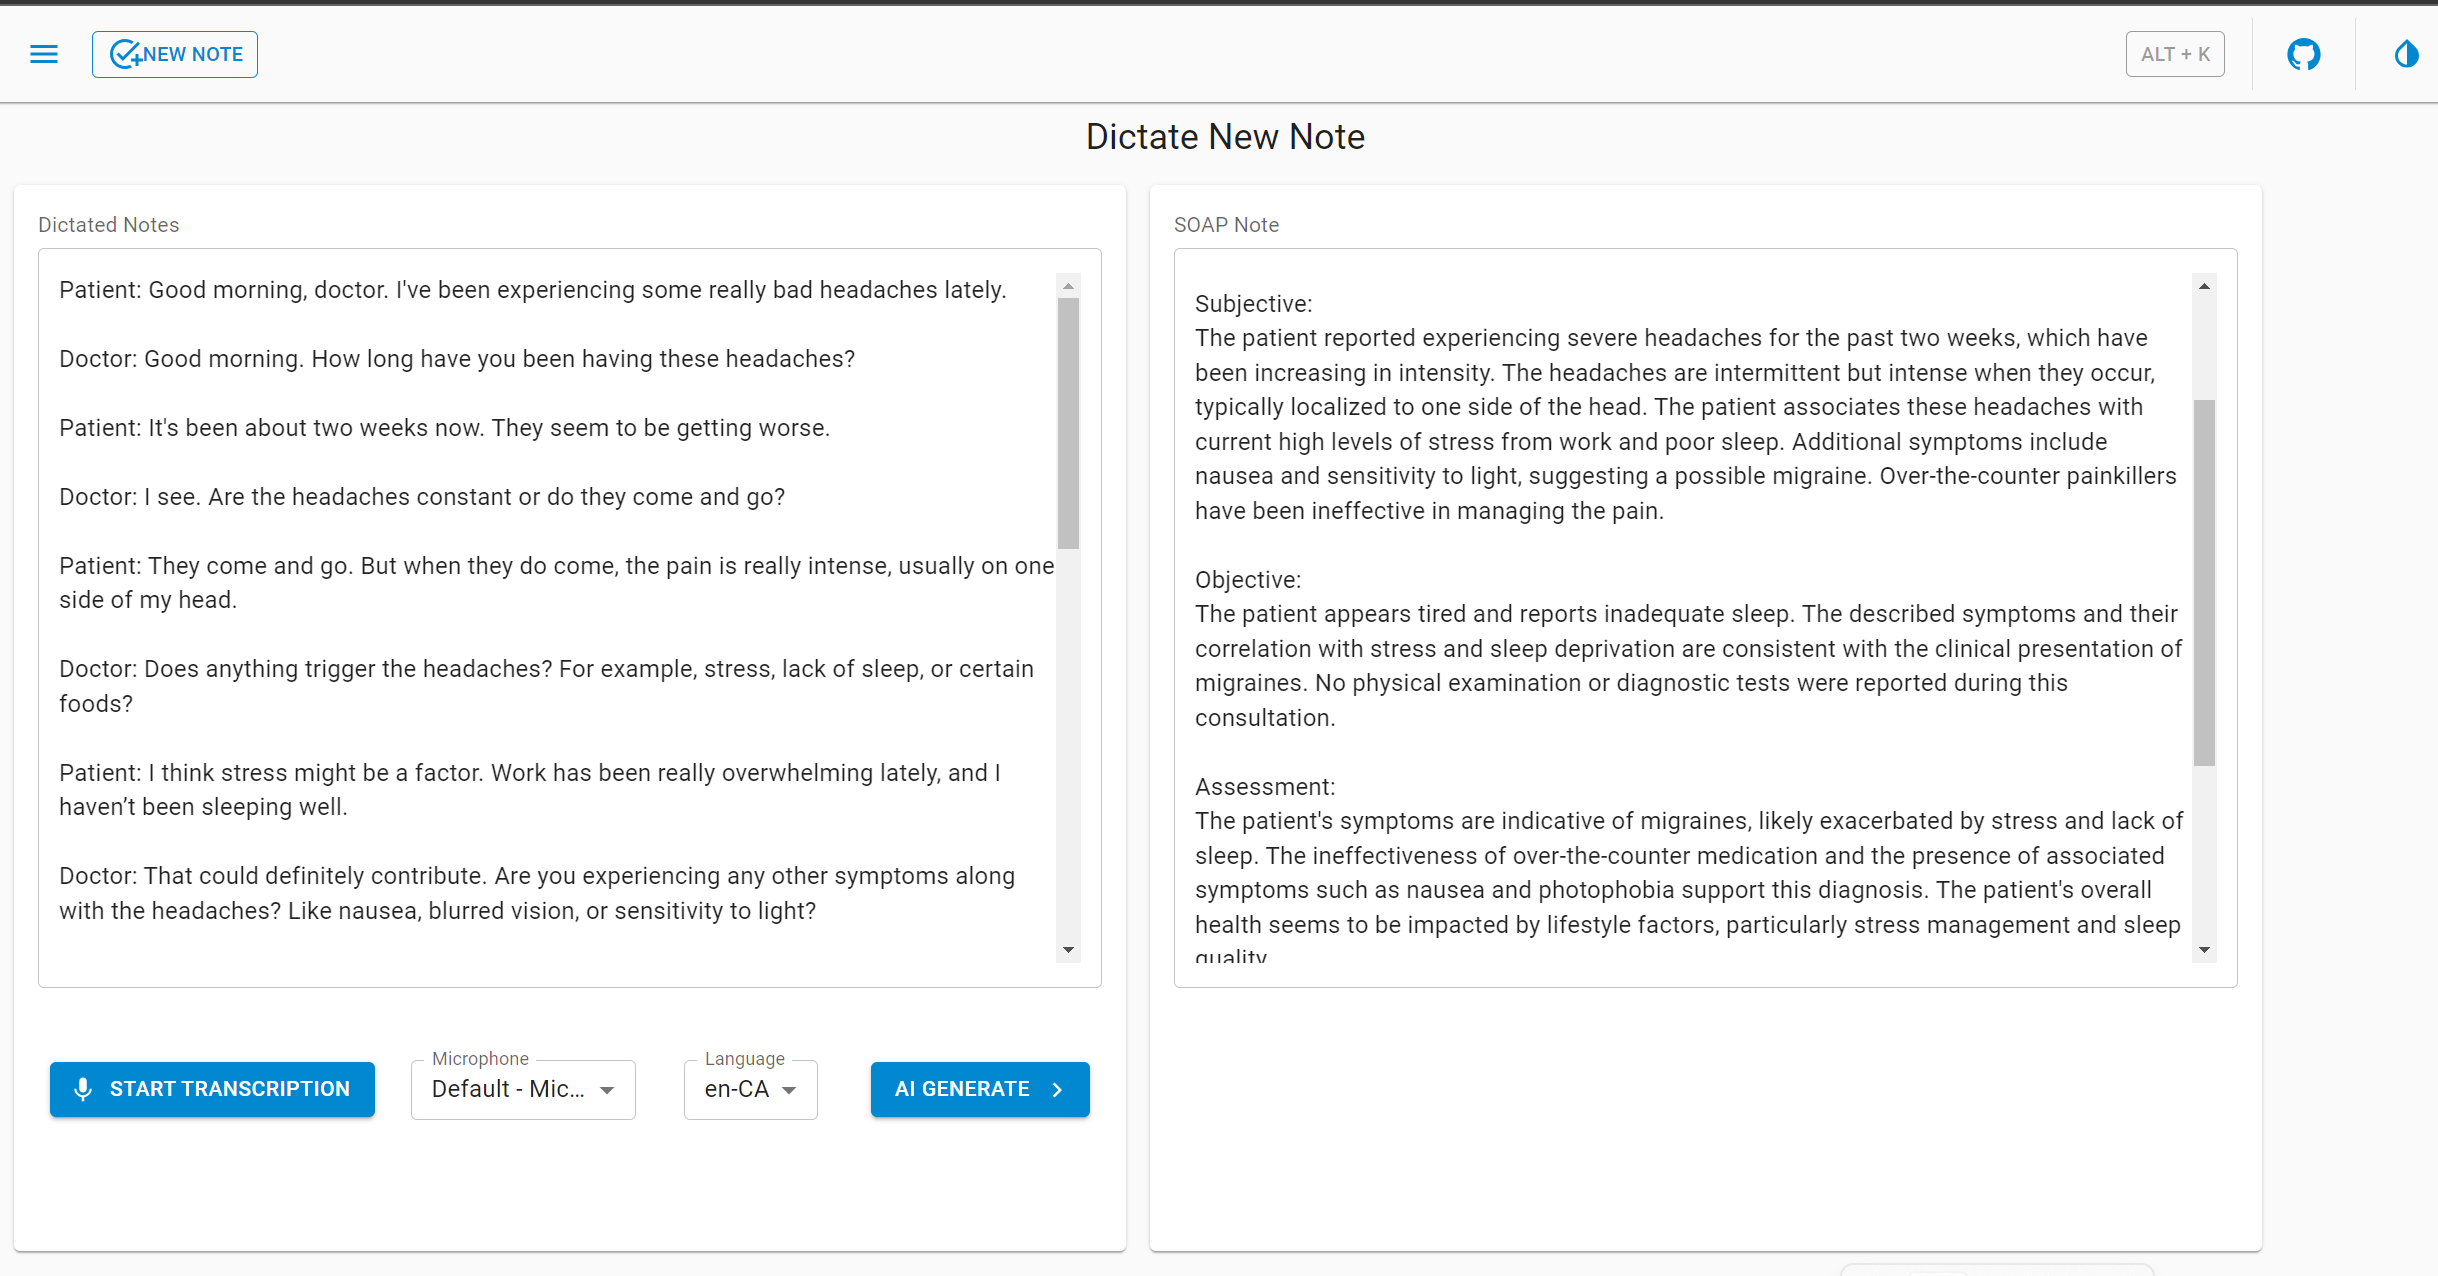 NEW NOTE
ALT + K
Dictate New Note
Dictated Notes
Patient: Good morning, doctor. I've been experiencing some really bad headaches lately.
Doctor: Good morning. How long have you been having these headaches?
Patient: It's been about two weeks now. They seem to be getting worse.
Doctor: I see. Are the headaches constant or do they come and go?
Patient: They come and go. But when they do come, the pain is really intense, usually on one
side of my head.
Doctor: Does anything trigger the headaches? For example, stress, lack of sleep, or certain
foods?
Patient: I think stress might be a factor. Work has been really overwhelming lately, and I
haven’t been sleeping well.
Doctor: That could definitely contribute. Are you experiencing any other symptoms along
with the headaches? Like nausea, blurred vision, or sensitivity to light?
START TRANSCRIPTION
Microphone
Default - Mic...
Language
en-CA
AI GENERATE
SOAP Note
Subjective:
The patient reported experiencing severe headaches for the past two weeks, which have
been increasing in intensity. The headaches are intermittent but intense when they occur,
typically localized to one side of the head. The patient associates these headaches with
current high levels of stress from work and poor sleep. Additional symptoms include
nausea and sensitivity to light, suggesting a possible migraine. Over-the-counter painkillers
have been ineffective in managing the pain.
Objective:
The patient appears tired and reports inadequate sleep. The described symptoms and their
correlation with stress and sleep deprivation are consistent with the clinical presentation of
migraines. No physical examination or diagnostic tests were reported during this
consultation.
Assessment:
The patient's symptoms are indicative of migraines, likely exacerbated by stress and lack of
sleep. The ineffectiveness of over-the-counter medication and the presence of associated
symptoms such as nausea and photophobia support this diagnosis. The patient's overall
health seems to be impacted by lifestyle factors, particularly stress management and sleep
quality